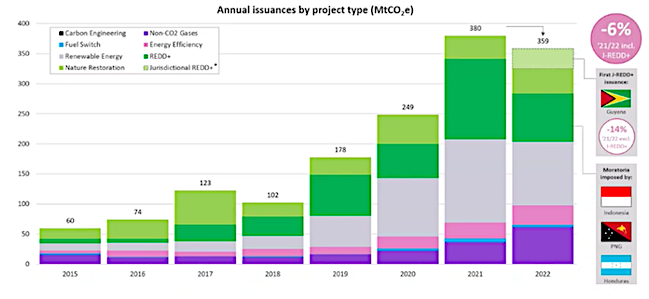 Annual issuances by project type (MtCO₂e)
400
350
300
250
200
150
100
50
0
Carbon Engineering
Non-CO2 Gases
Fuel Switch
Energy Efficiency
Renewable Energy
REDD+
Nature Restoration
Jurisdictional REDD+*
60
74
123
102
178
249
380
359
2015
2016
2017
2018
2019
2020
2021
2022
-6%
'21/22 incl.
J-REDD+
First J-REDD+
issuance:
Guyana
-14%
'21/22 excl.
J-REDD+
Moratoria
imposed by:
Indonesia
PNG
Honduras